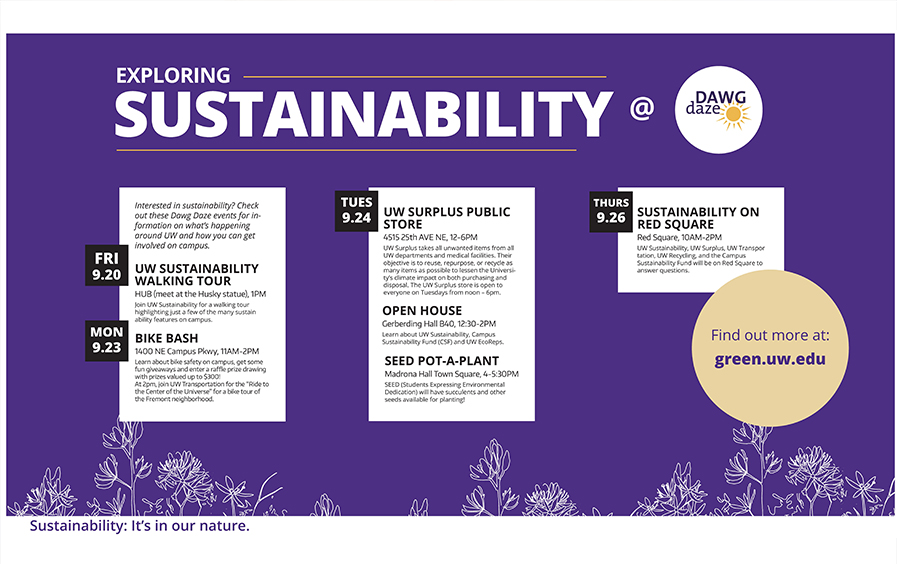 EXPLORING
SUSTAINABILITY @
DAWG
daze
Interested in sustainability? Check
out these Dawg Daze events for in-
formation on what's happening
around UW and how you can get
involved on campus.
FRI
9.20
UW SUSTAINABILITY
WALKING TOUR
HUB (meet at the Husky statue), 1PM
Join UW Sustainability for a walking tour
highlighting just a few of the many sustain
ability features on campus.
MON
9.23
BIKE BASH
1400 NE Campus Pkwy, 11AM-2PM
Learn about bike safety on campus, get some
fun giveaways and enter a raffle prize drawing
with prizes valued up to $300!
At 2pm, join UW Transportation for the "Ride to
the Center of the Universe" for a bike tour of
the Fremont neighborhood.
TUES
9.24
UW SURPLUS PUBLIC
STORE
4515 25th AVE NE, 12-6PM
UW Surplus takes all unwanted items from all
UW departments and medical facilities. Their
objective is to reuse, repurpose, or recycle as
many items as possible to lessen the Universi-
ty's climate impact on both purchasing and
disposal. The UW Surplus store is open to
everyone on Tuesdays from noon – 6pm.
OPEN HOUSE
Gerberding Hall B40, 12:30-2PM
Learn about UW Sustainability, Campus
Sustainability Fund (CSF) and UW EcoReps.
SEED POT-A-PLANT
Madrona Hall Town Square, 4-5:30PM
SEED (Students Expressing Environmental
Dedication) will have succulents and other
seeds available for planting!
THURS
9.26
SUSTAINABILITY ON
RED SQUARE
Red Square, 10AM-2PM
UW Sustainability, UW Surplus, UW Transpor
tation, UW Recycling, and the Campus
Sustainability Fund will be on Red Square to
answer questions.
Find out more at:
green.uw.edu
Sustainability: It's in our nature.